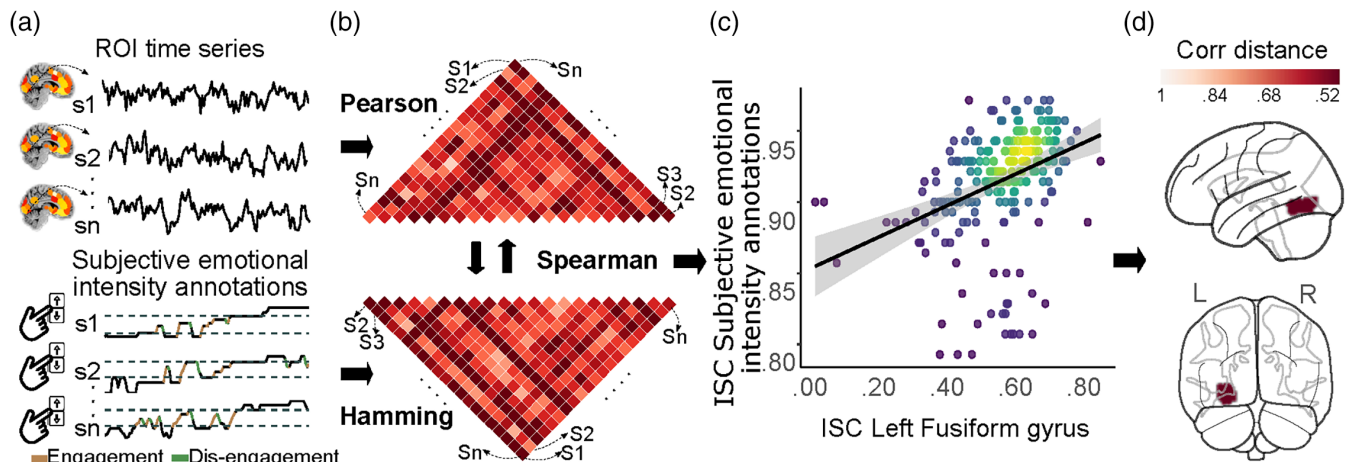 (a)
ROI time series
s1
s2
sn
Subjective emotional
intensity annotations
s1
s2
sn
Engagement
Dis-engagement
(b)
Pearson
S1
S2
Sn
Sn
S3
S2
Spearman
Hamming
S2
S3
Sn
Sn
S2
S1
(c)
ISC Subjective emotional
intensity annotations
.95
.90
.85
.80
.00
.20
.40
.60
.80
ISC Left Fusiform gyrus
(d)
Corr distance
1
.84
.68
.52
L
R